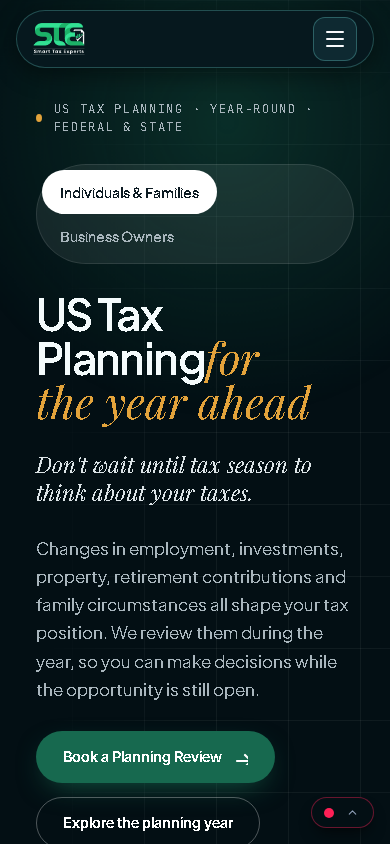 STE
Smart Tax Experts
US TAX PLANNING · YEAR-ROUND ·
FEDERAL & STATE
Individuals & Families
Business Owners
US Tax
Planningfor
the year ahead
Don't wait until tax season to
think about your taxes.
Changes in employment, investments,
property, retirement contributions and
family circumstances all shape your tax
position. We review them during the
year, so you can make decisions while
the opportunity is still open.
Book a Planning Review →
Explore the planning year